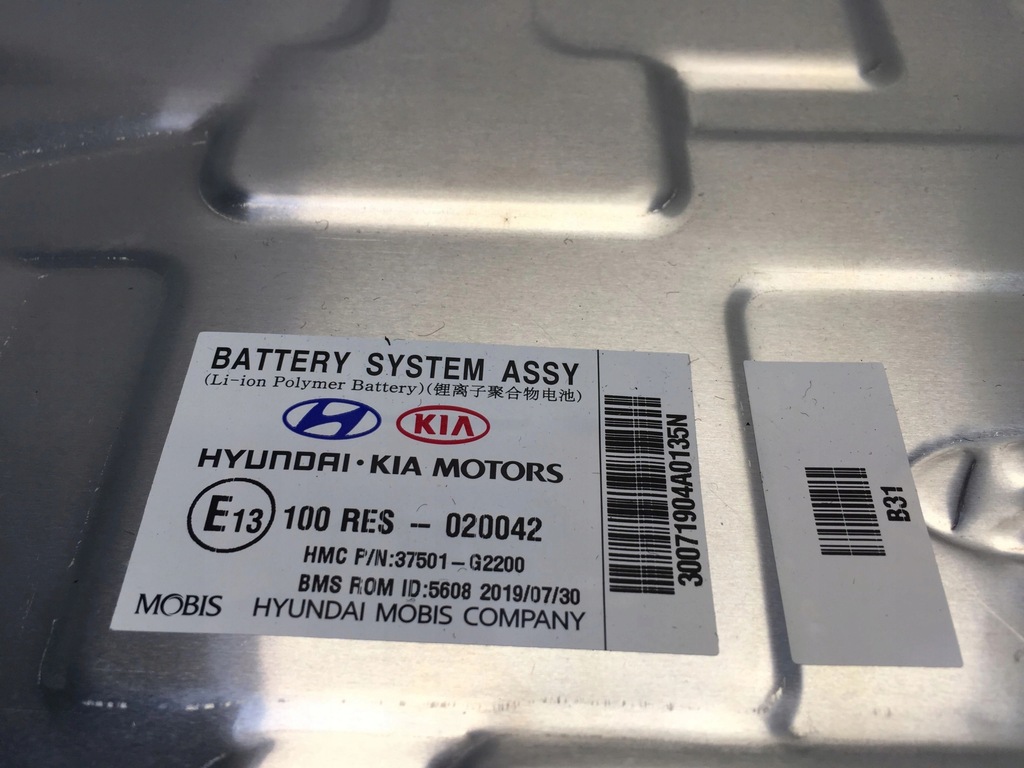 BATTERY SYSTEM ASSY
(Li-ion Polymer Battery)(锂离子聚合物电池)
KIA
HYUNDAI·KIA MOTORS
E13 100 RES - 020042
HMC P/N:37501-G2200
BMS ROM ID:5608 2019/07/30
MOBIS HYUNDAI MOBIS COMPANY
30071904A0135N
B31